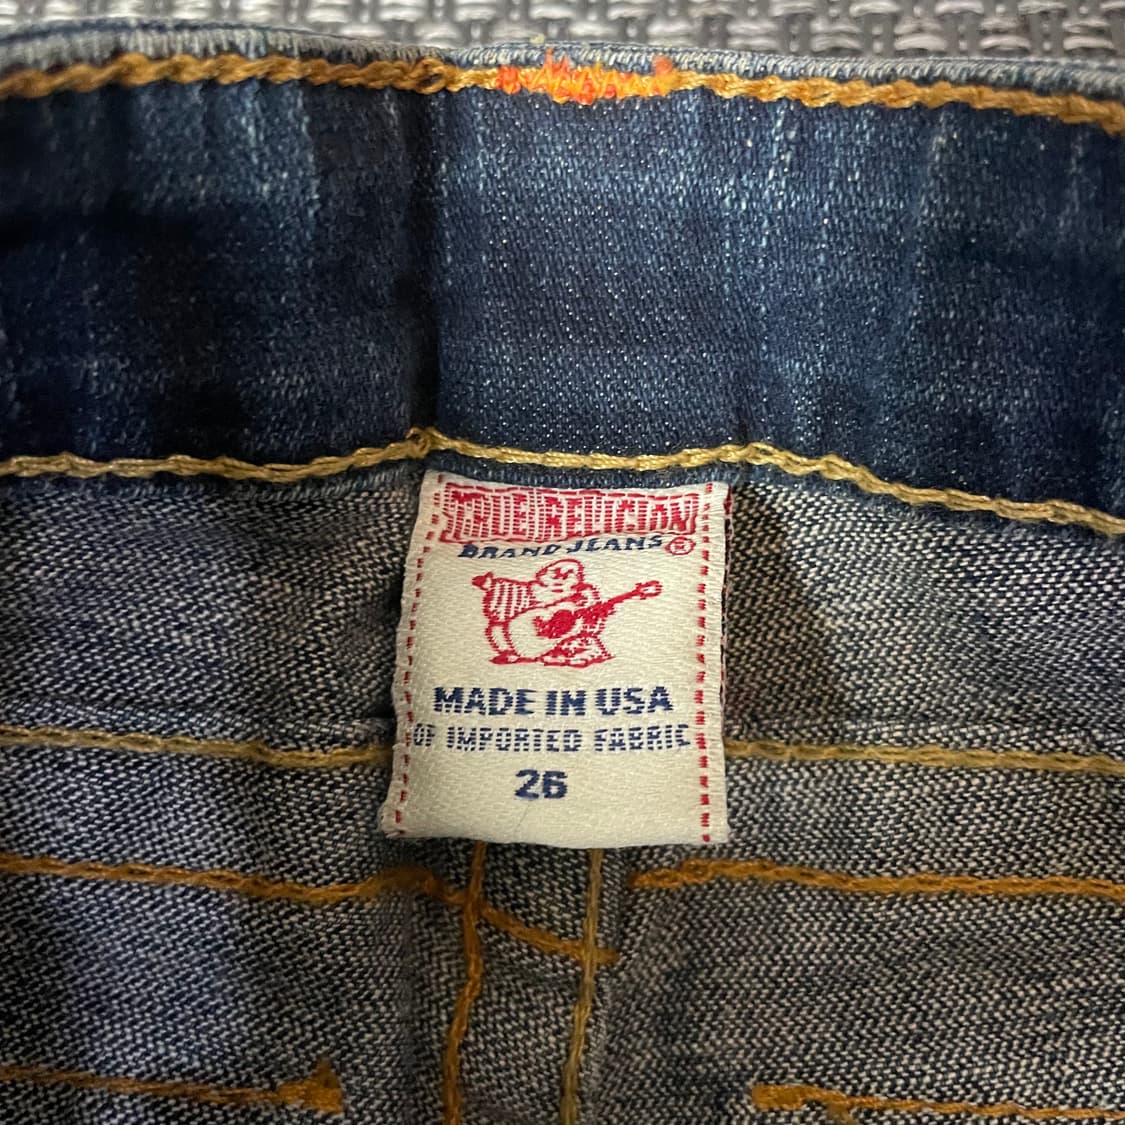 TRUE RELIGION
BRAND JEANS®
MADE IN USA
OF IMPORTED FABRIC
26